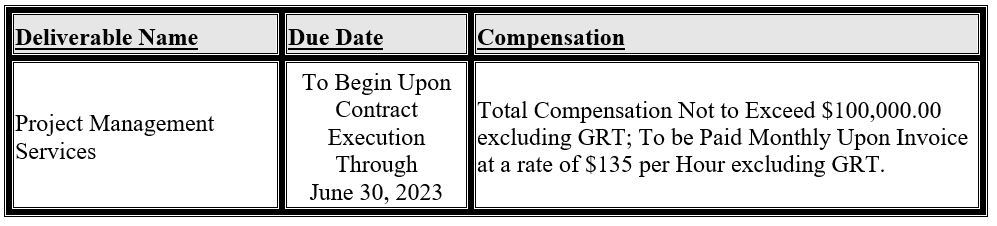 Deliverable Name
Due Date
Compensation
Project Management
Services
To Begin Upon
Contract
Execution
Through
June 30, 2023
Total Compensation Not to Exceed $100,000.00
excluding GRT; To be Paid Monthly Upon Invoice
at a rate of $135 per Hour excluding GRT.